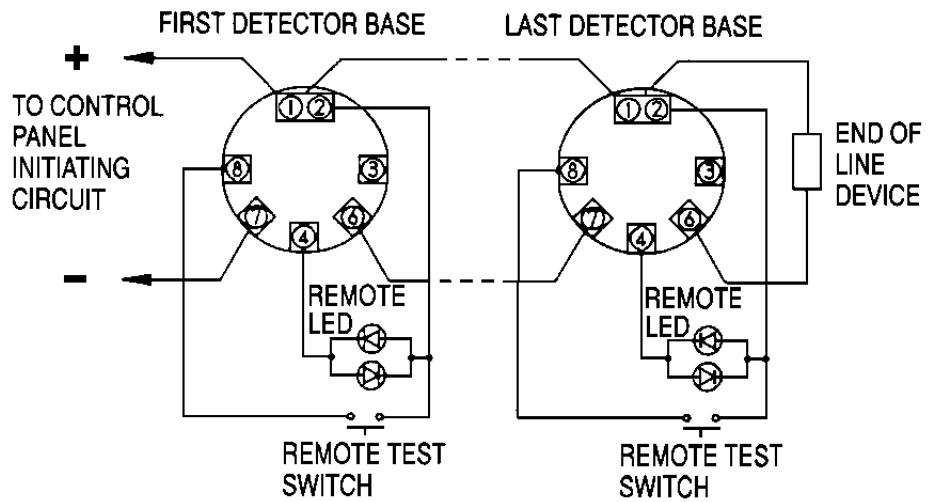 FIRST DETECTOR BASE
LAST DETECTOR BASE
+
TO CONTROL
PANEL
INITIATING
CIRCUIT
−
1 2
3
8
7
4
6
REMOTE
LED
REMOTE TEST
SWITCH
1 2
3
8
7
4
6
REMOTE
LED
REMOTE TEST
SWITCH
END OF
LINE
DEVICE